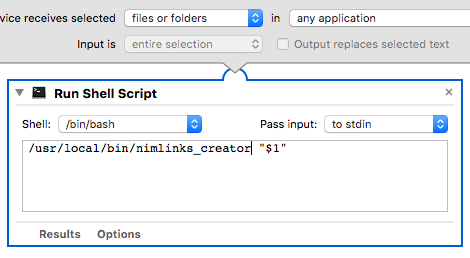 vice receives selected files or folders in any application
Input is entire selection Output replaces selected text
Run Shell Script ×
Shell: /bin/bash Pass input: to stdin
/usr/local/bin/nimlinks_creator "$1"
Results Options